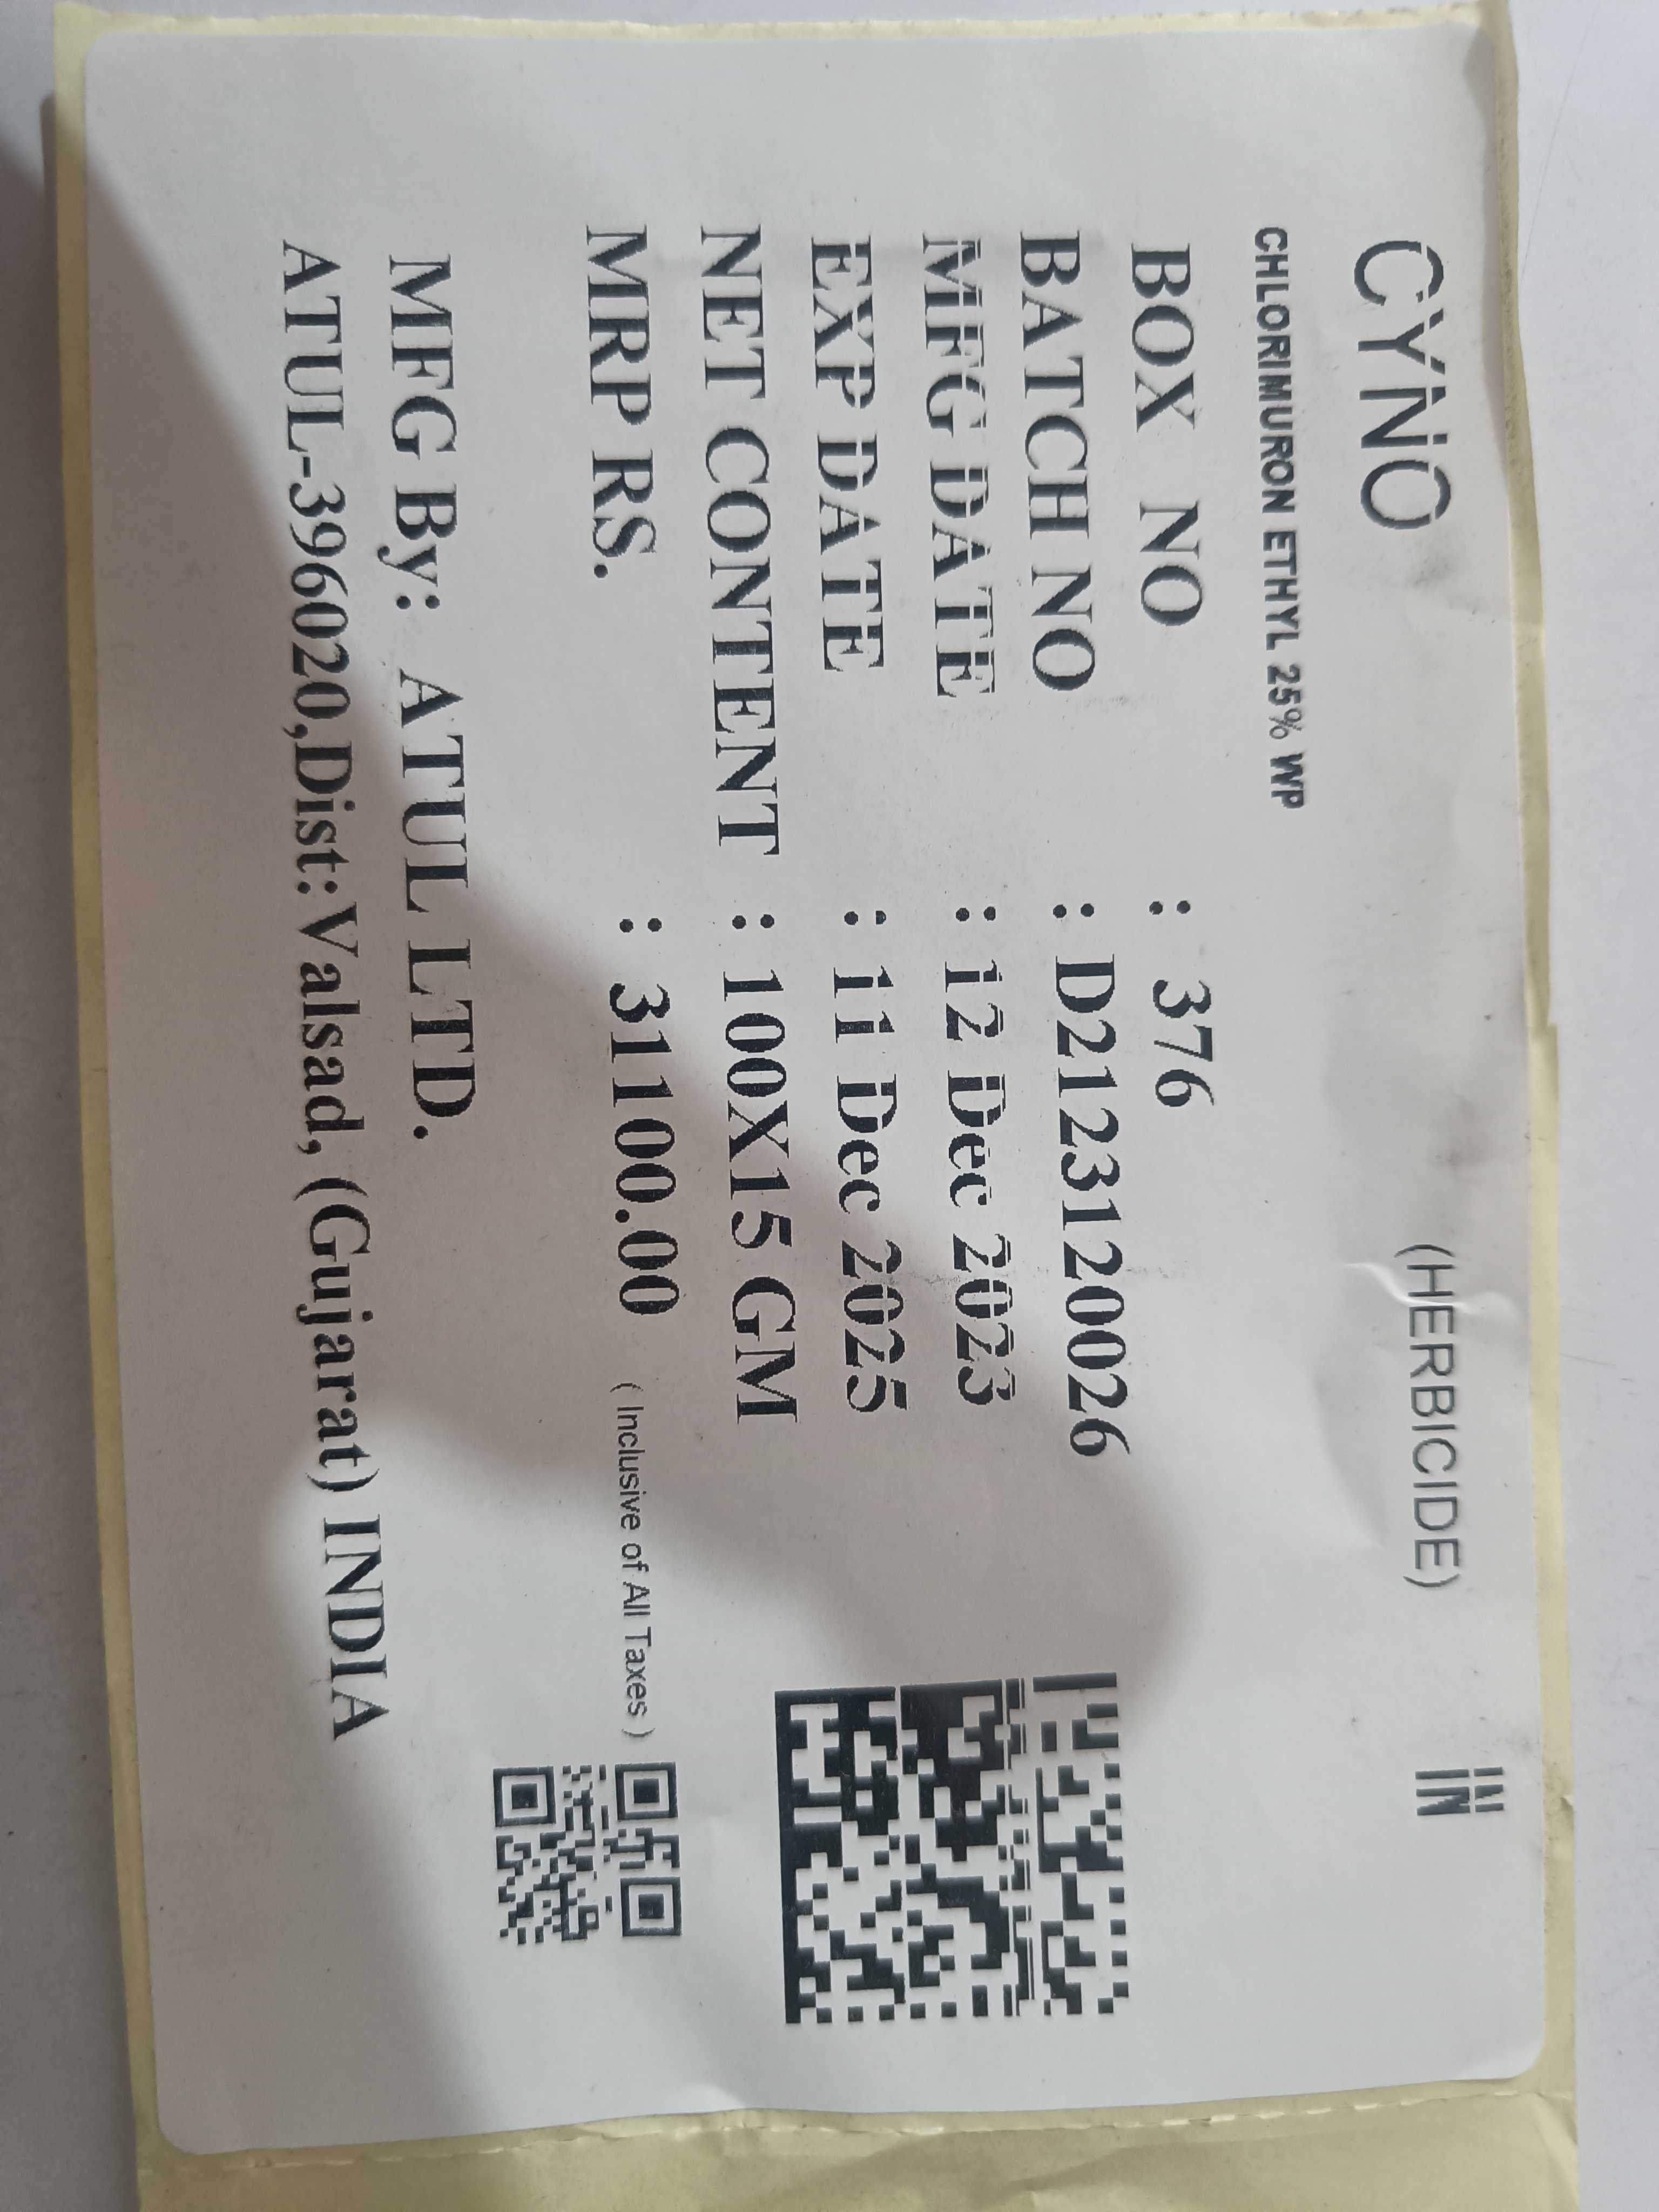 CYNO (HERBICIDE) IN
CHLORIMURON ETHYL 25% WP
BOX NO : 376
BATCH NO : D2123120026
MFG DATE : 12 Dec 2023
EXP DATE : 11 Dec 2025
NET CONTENT : 100X15 GM
MRP RS. : 31100.00 ( Inclusive of All Taxes )
MFG By: ATUL LTD.
ATUL-396020,Dist:Valsad, (Gujarat) INDIA